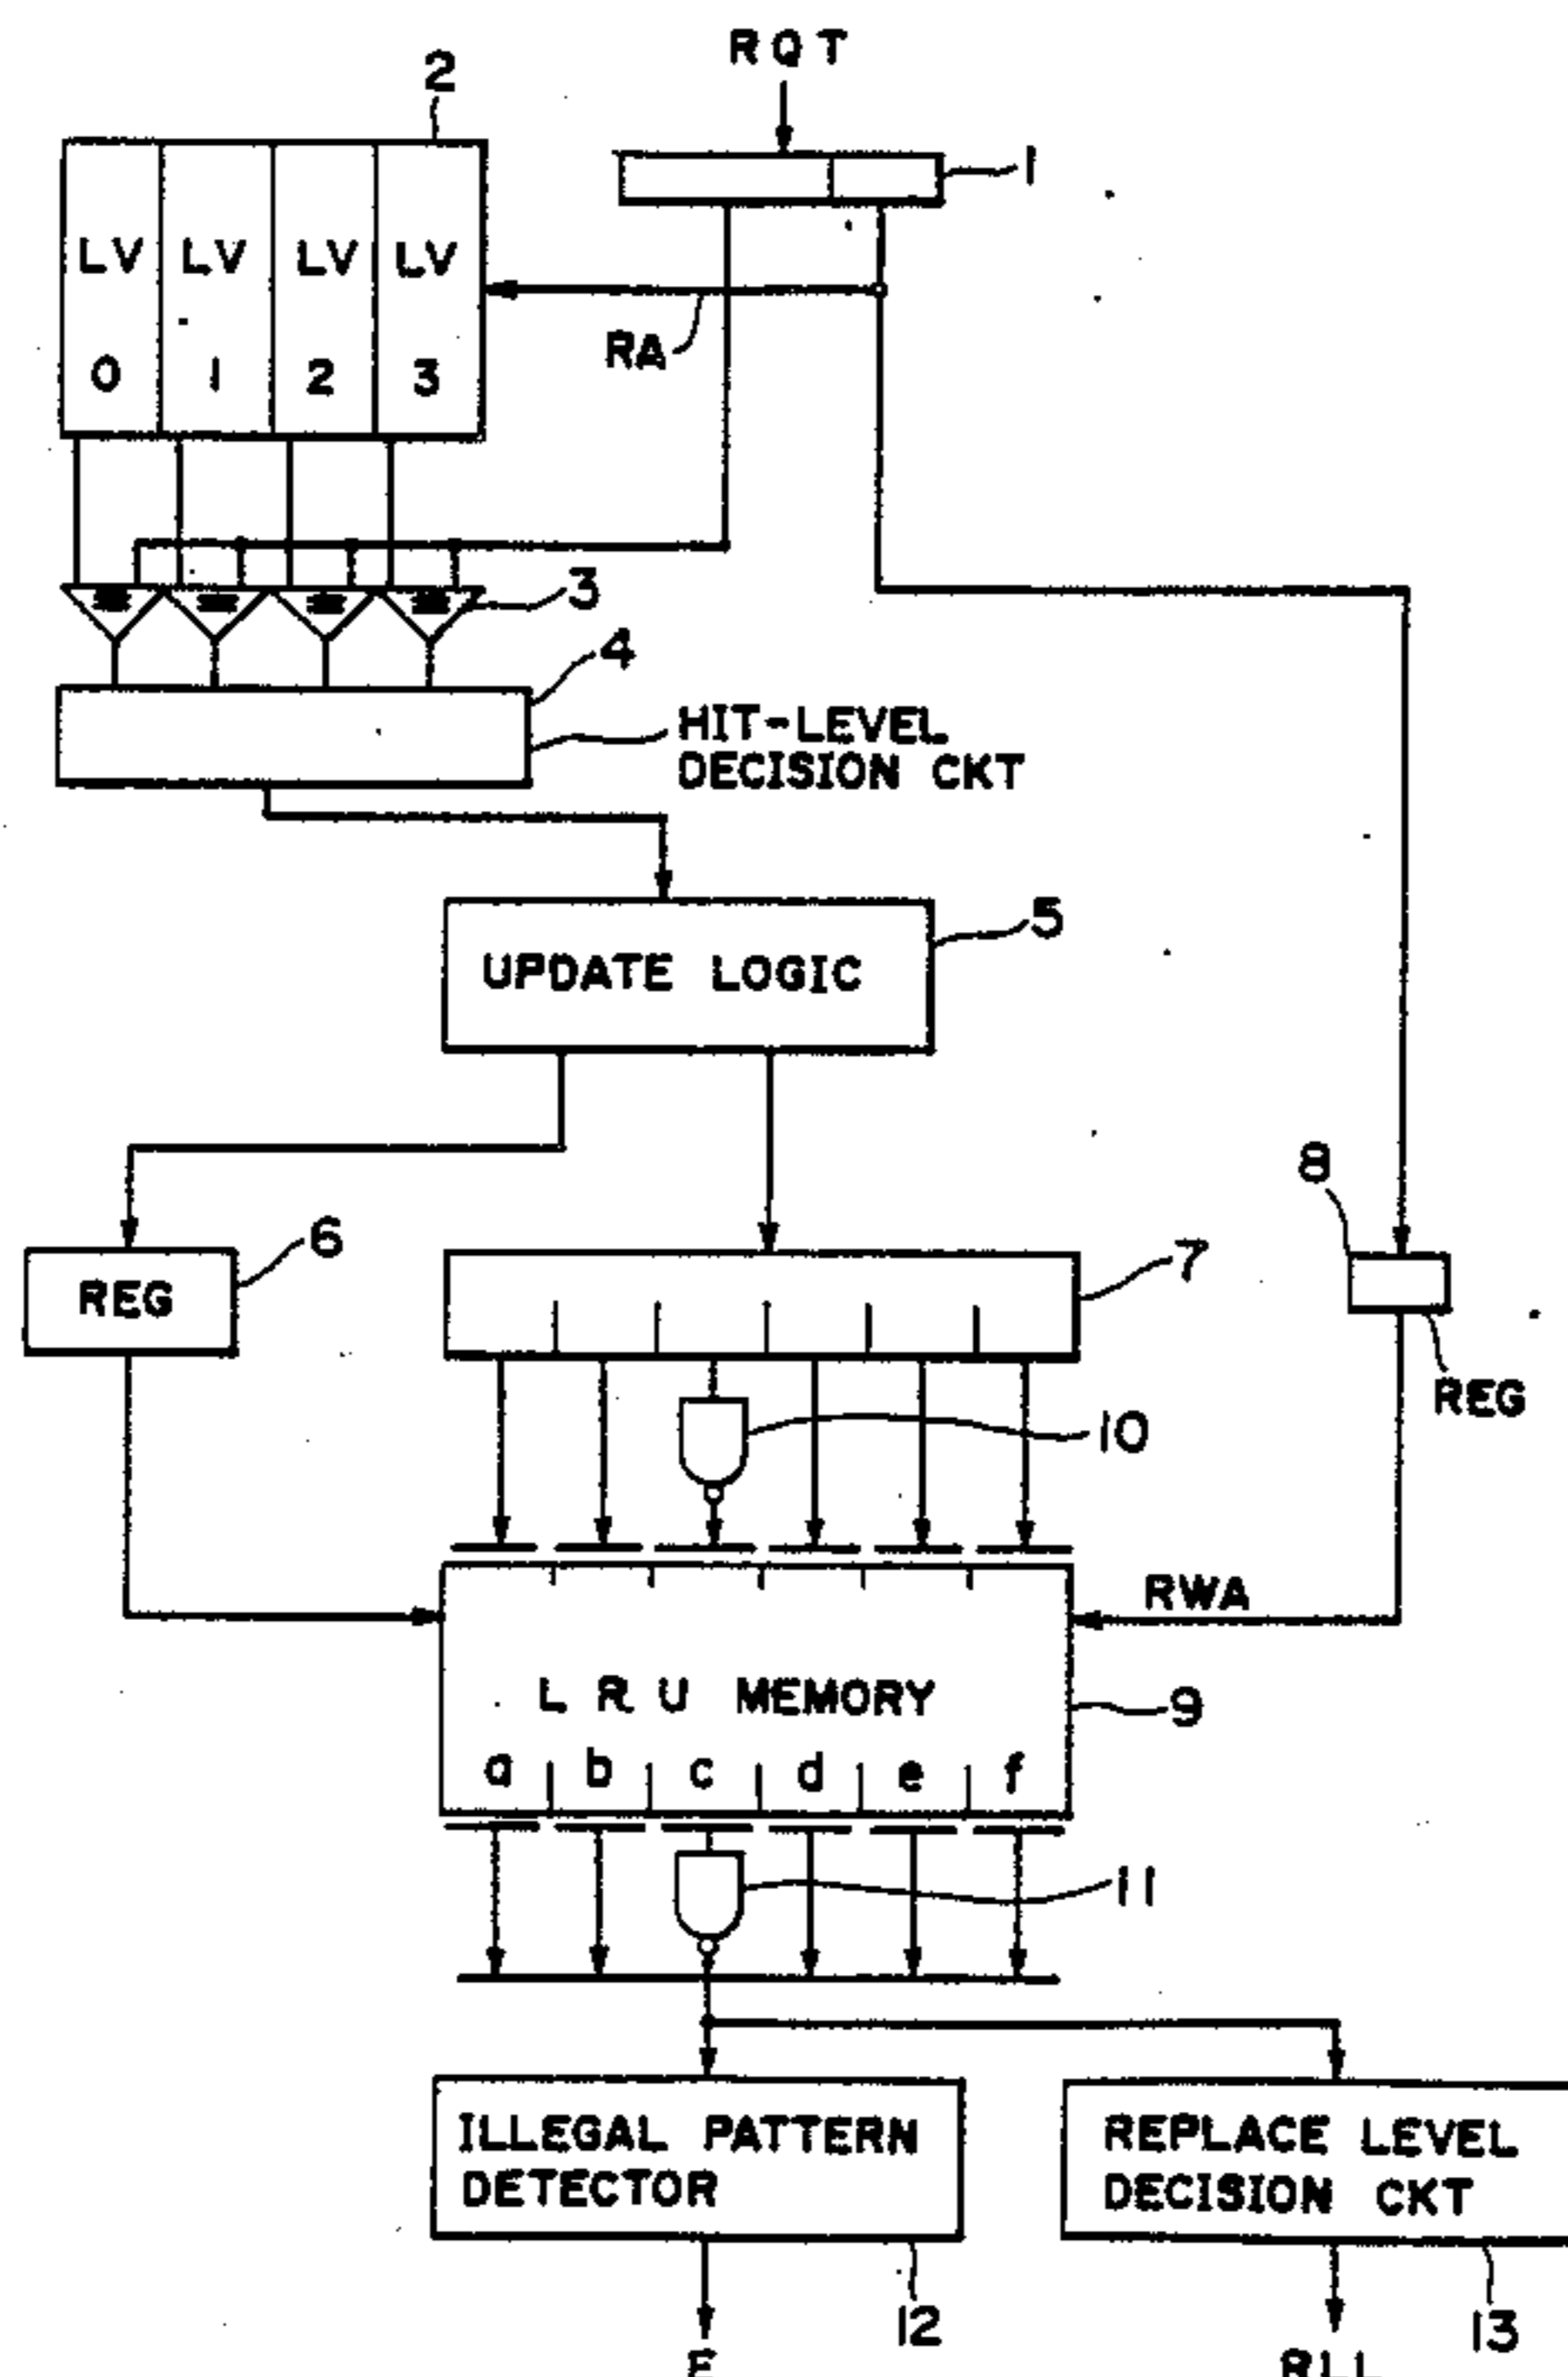 RQT
2
1
LV LV LV LV
0 1 2 3
RA
3
4
HIT-LEVEL
DECISION CKT
5
UPDATE LOGIC
8
6
REG
7
REG
10
RWA
LRU MEMORY
9
a b c d e f
11
ILLEGAL PATTERN
DETECTOR
REPLACE LEVEL
DECISION CKT
12
13